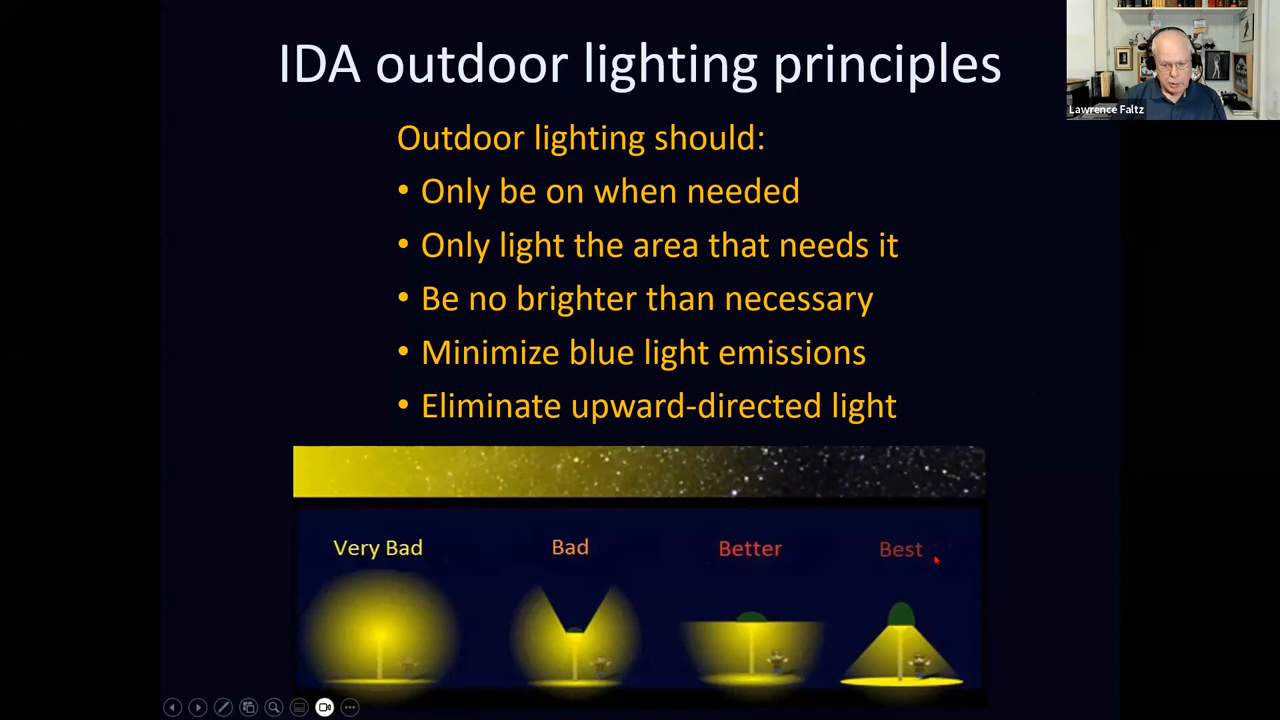 IDA outdoor lighting principles
Lawrence Faltz
Outdoor lighting should:
• Only be on when needed
• Only light the area that needs it
• Be no brighter than necessary
• Minimize blue light emissions
• Eliminate upward-directed light
Very Bad
Bad
Better
Best